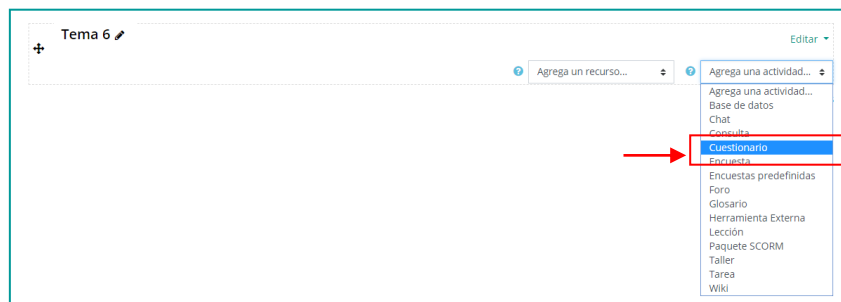 Tema 6
Editar
Agrega un recurso...
Agrega una actividad...
Agrega una actividad...
Base de datos
Chat
Consulta
Cuestionario
Encuesta
Encuestas predefinidas
Foro
Glosario
Herramienta Externa
Lección
Paquete SCORM
Taller
Tarea
Wiki